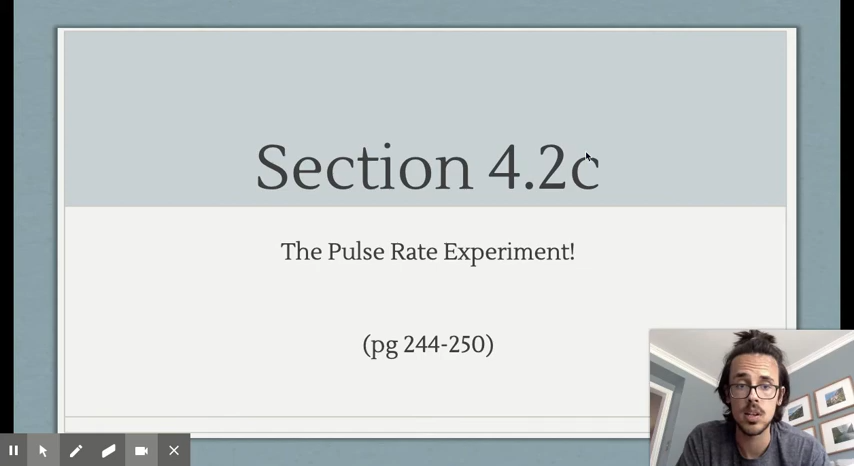 Section 4.2c
The Pulse Rate Experiment!
(pg 244-250)